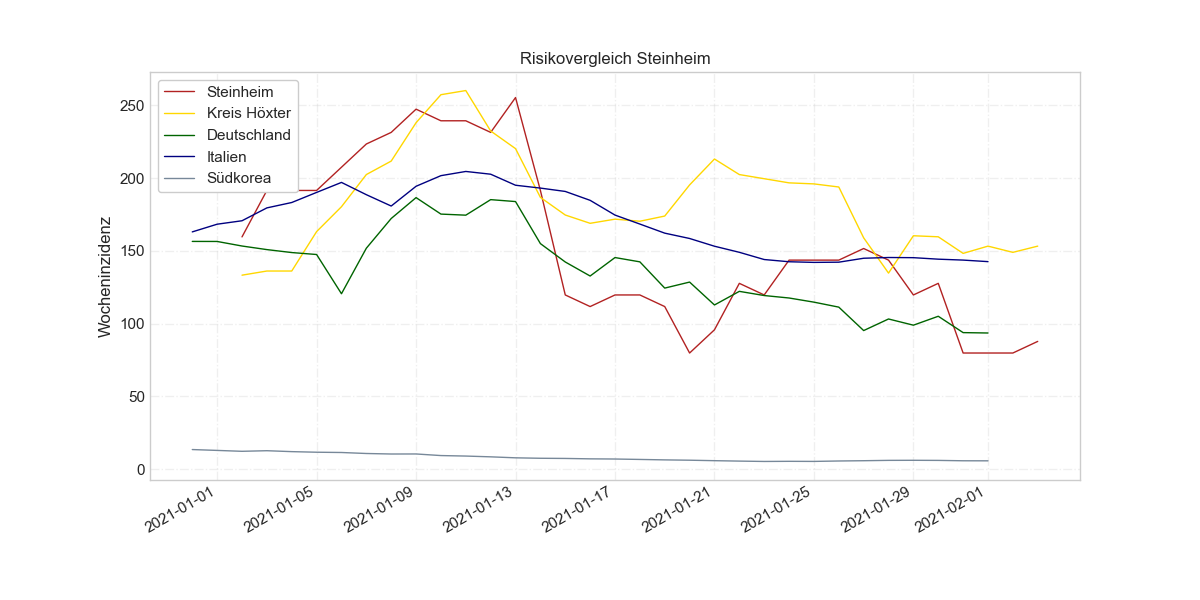 Risikovergleich Steinheim
Steinheim
Kreis Höxter
Deutschland
Italien
Südkorea
Wocheninzidenz
250
200
150
100
50
0
2021-01-01
2021-01-05
2021-01-09
2021-01-13
2021-01-17
2021-01-21
2021-01-25
2021-01-29
2021-02-01